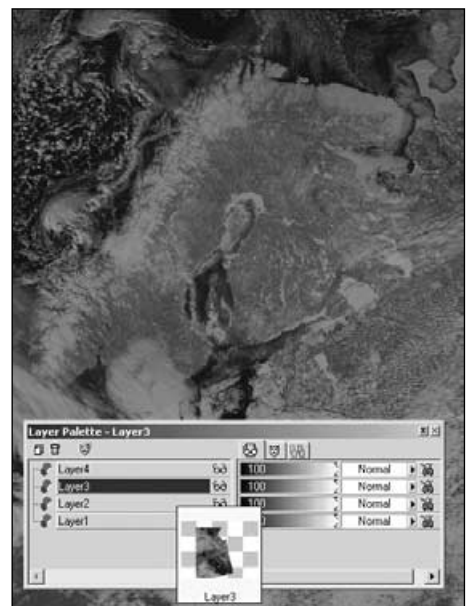 Layer Palette - Layer3
Layer4 100 Normal
Layer3 100 Normal
Layer2 100 Normal
Layer1 Normal
Layer3